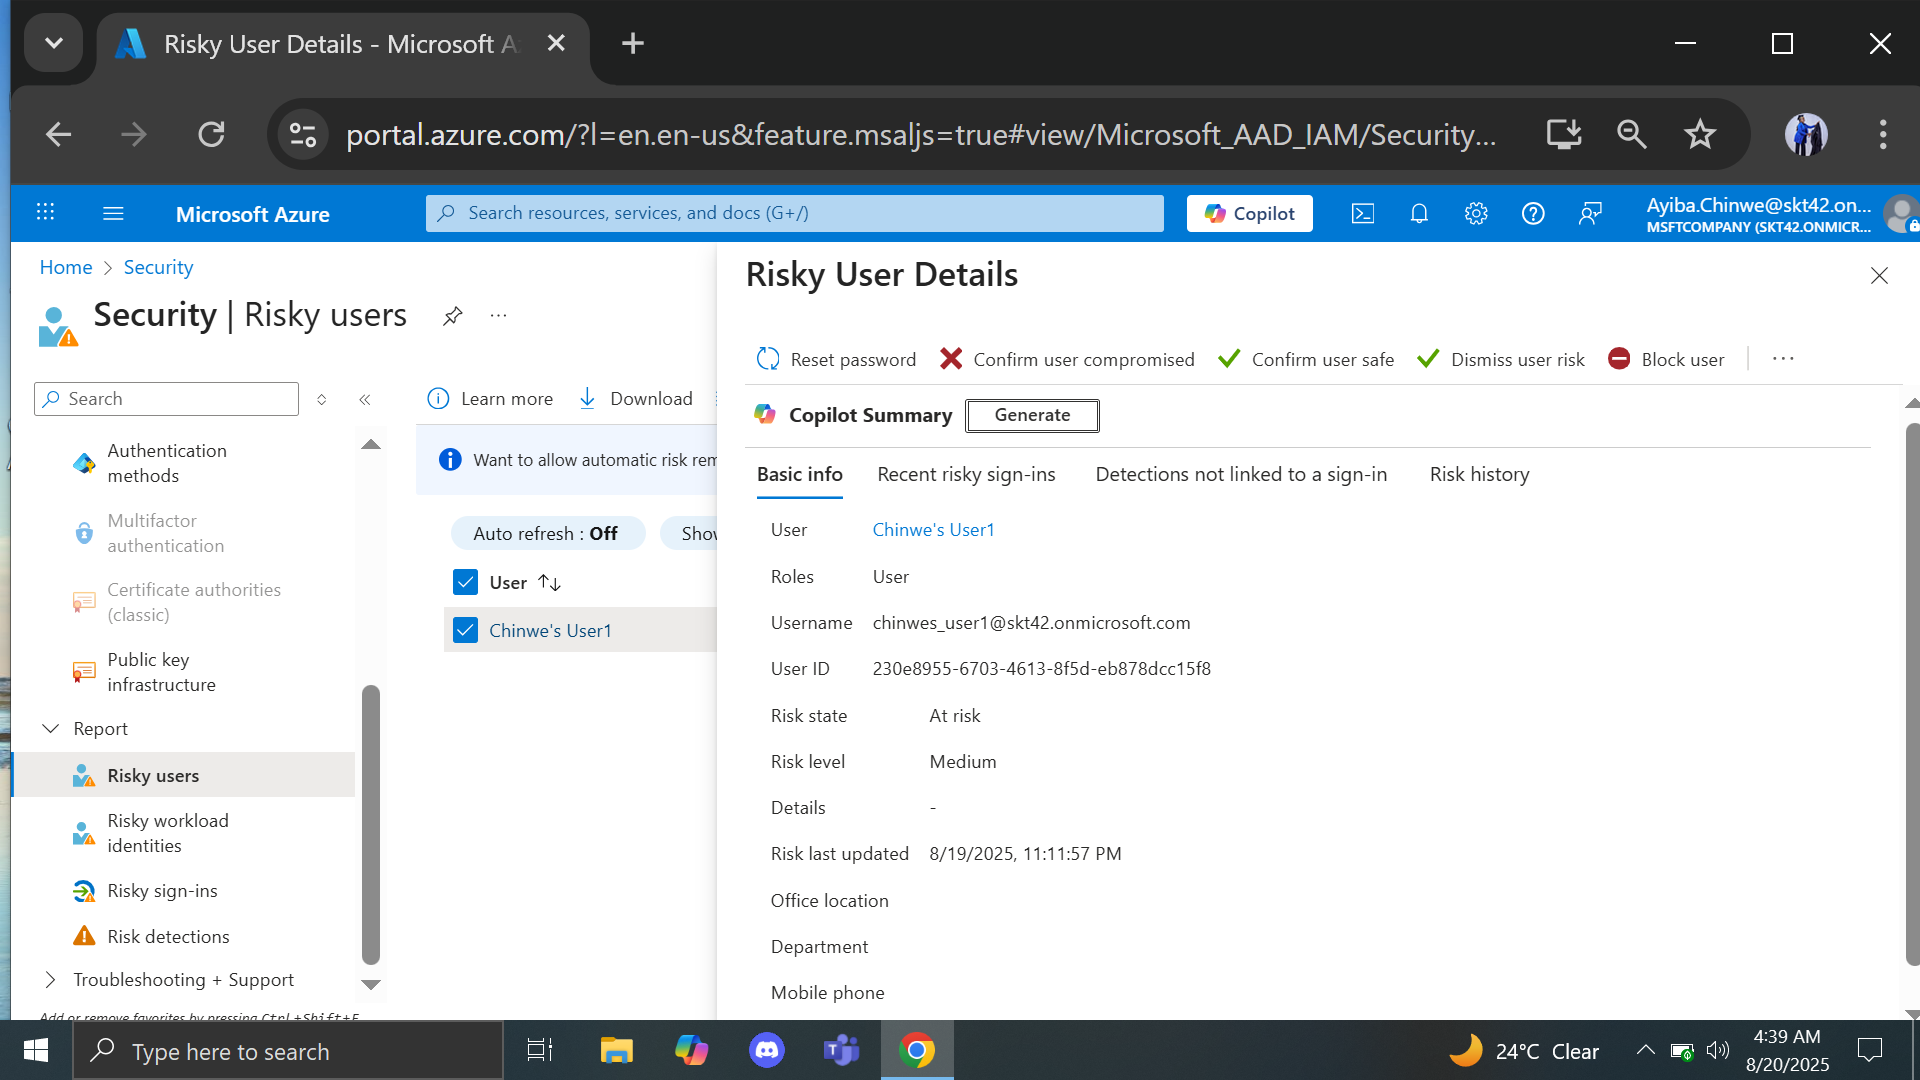 Risky User Details - Microsoft A
portal.azure.com/?l=en.en-us&feature.msaljs=true#view/Microsoft_AAD_IAM/Security...
Microsoft Azure
Search resources, services, and docs (G+/)
Copilot
Ayiba.Chinwe@skt42.on...
MSFTCOMPANY (SKT42.ONMICR...
Home > Security
Security | Risky users
...
Search
Authentication
methods
Multifactor
authentication
Certificate authorities
(classic)
Public key
infrastructure
Report
Risky users
Risky workload
identities
Risky sign-ins
Risk detections
Troubleshooting + Support
Add or remove favorites by pressing Ctrl+Shift+F
Learn more
Download
Want to allow automatic risk rem
Auto refresh : Off
Show
User
Chinwe's User1
Risky User Details
Reset password
Confirm user compromised
Confirm user safe
Dismiss user risk
Block user
...
Copilot Summary
Generate
Basic info
Recent risky sign-ins
Detections not linked to a sign-in
Risk history
User Chinwe's User1
Roles User
Username chinwes_user1@skt42.onmicrosoft.com
User ID 230e8955-6703-4613-8f5d-eb878dcc15f8
Risk state At risk
Risk level Medium
Details -
Risk last updated 8/19/2025, 11:11:57 PM
Office location
Department
Mobile phone
Type here to search
24°C Clear
4:39 AM
8/20/2025